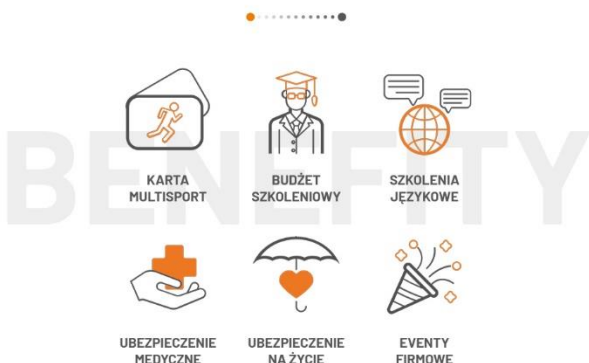 BENEFITY
KARTA
MULTISPORT
BUDŻET
SZKOLENIOWY
SZKOLENIA
JĘZYKOWE
UBEZPIECZENIE
MEDYCZNE
UBEZPIECZENIE
NA ŻYCIE
EVENTY
FIRMOWE